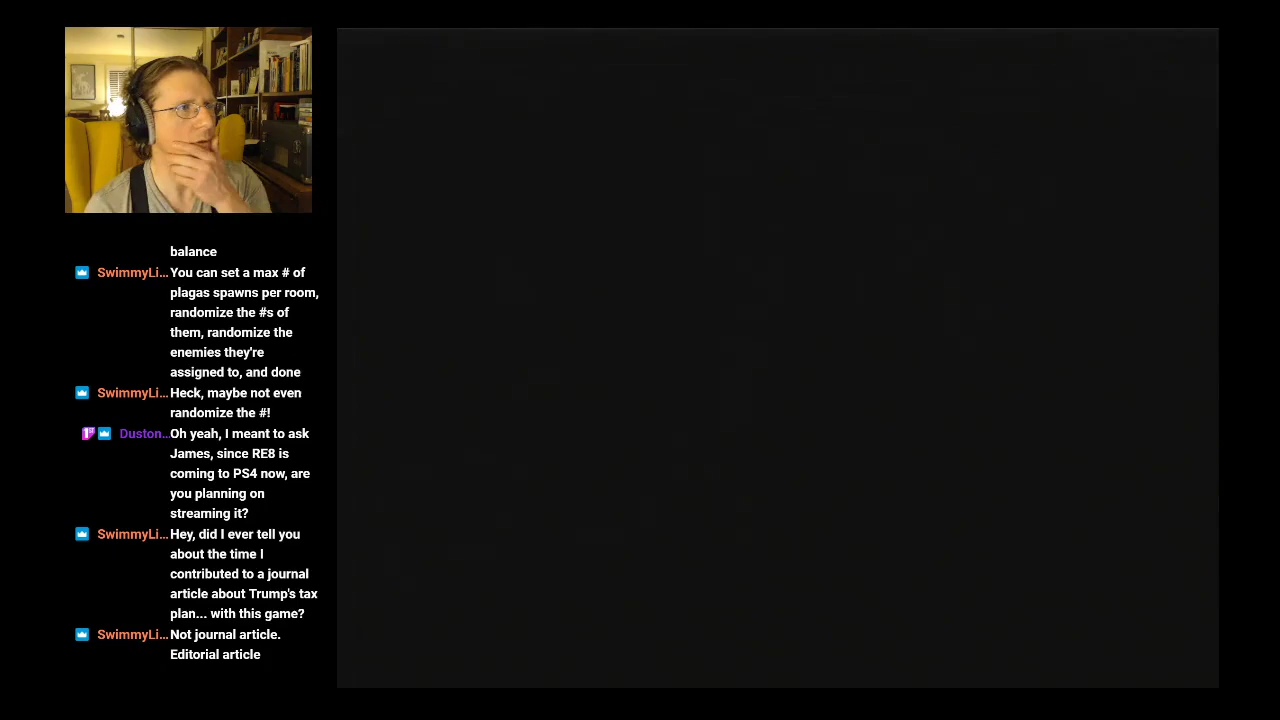 balance
SwimmyLi... You can set a max # of
plagas spawns per room,
randomize the #s of
them, randomize the
enemies they're
assigned to, and done
SwimmyLi... Heck, maybe not even
randomize the #!
1st Duston... Oh yeah, I meant to ask
James, since RE8 is
coming to PS4 now, are
you planning on
streaming it?
SwimmyLi... Hey, did I ever tell you
about the time I
contributed to a journal
article about Trump's tax
plan... with this game?
SwimmyLi... Not journal article.
Editorial article